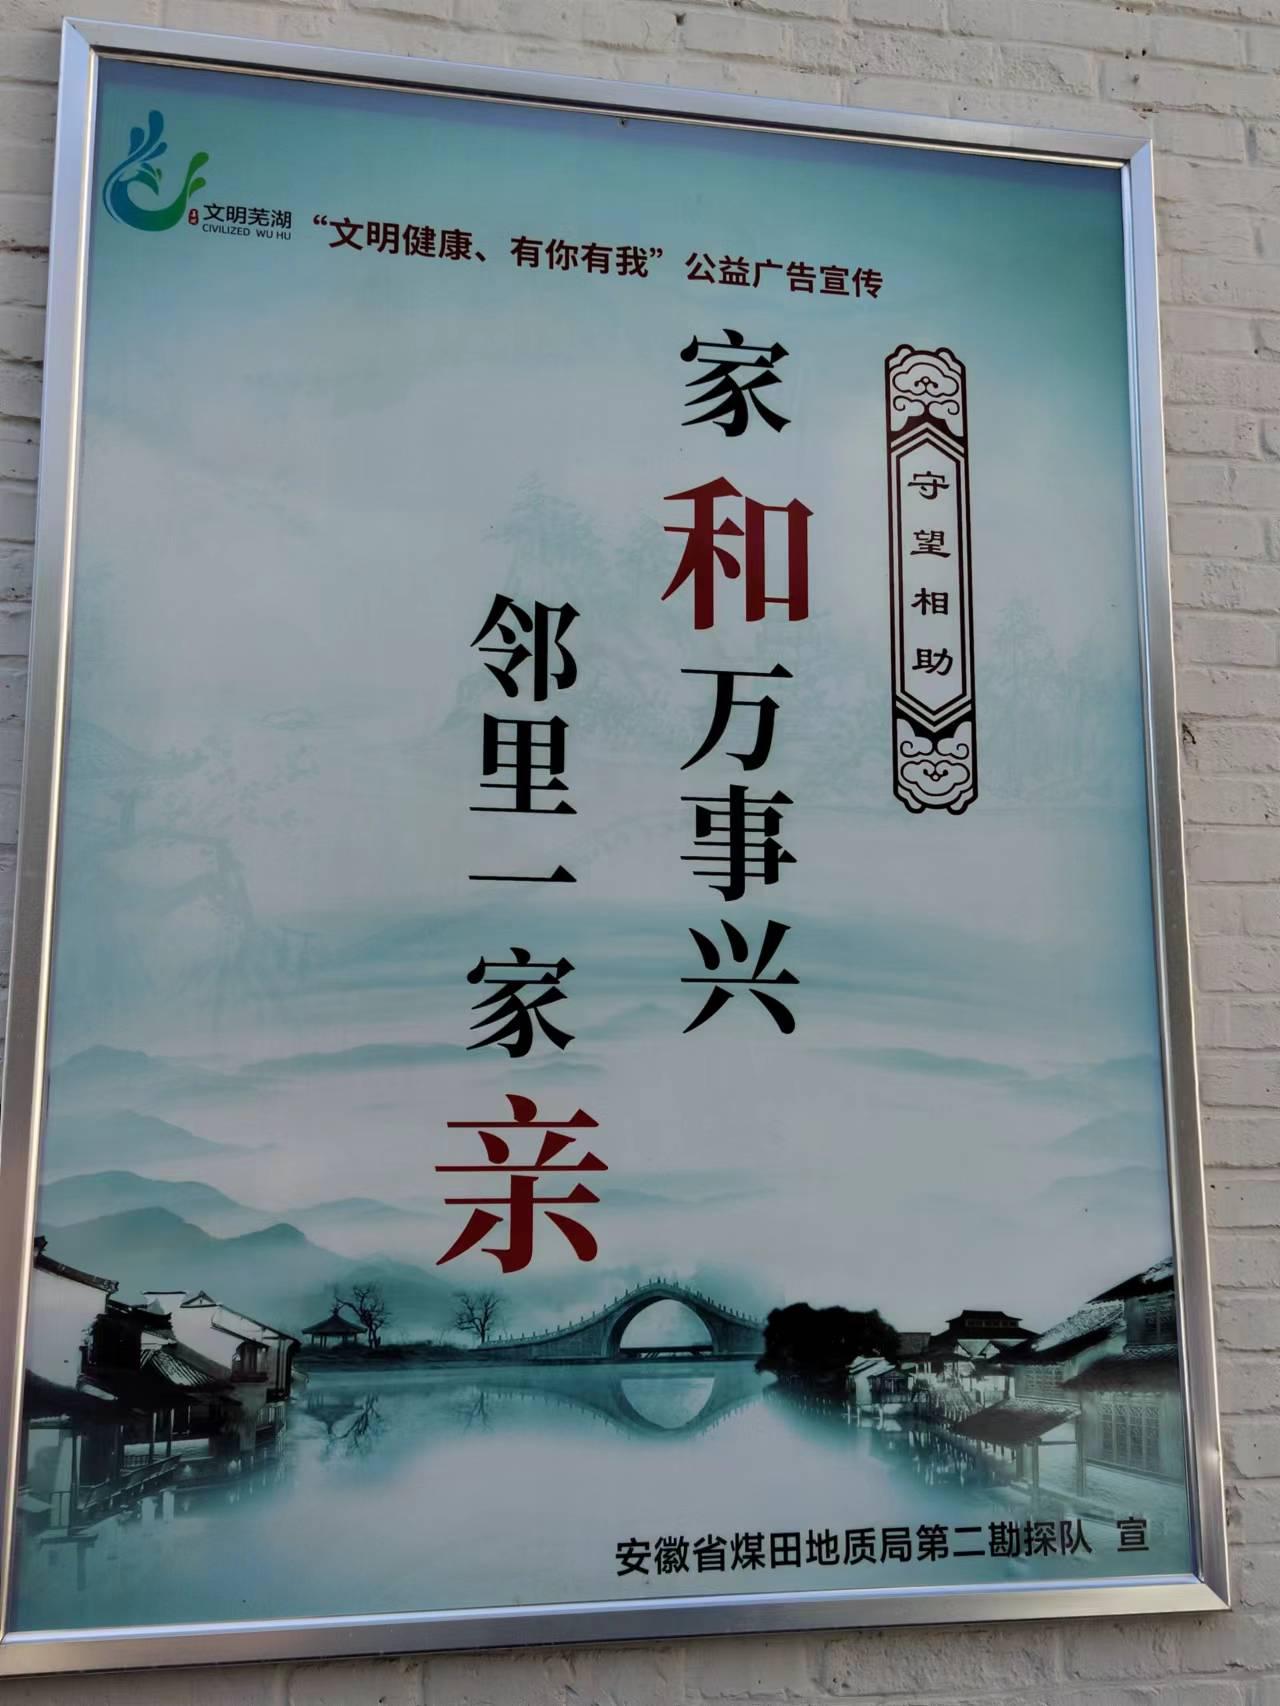 文明芜湖
CIVILIZED WU HU
“文明健康、有你有我”公益广告宣传
守望相助
家和万事兴
邻里一家亲
安徽省煤田地质局第二勘探队 宣